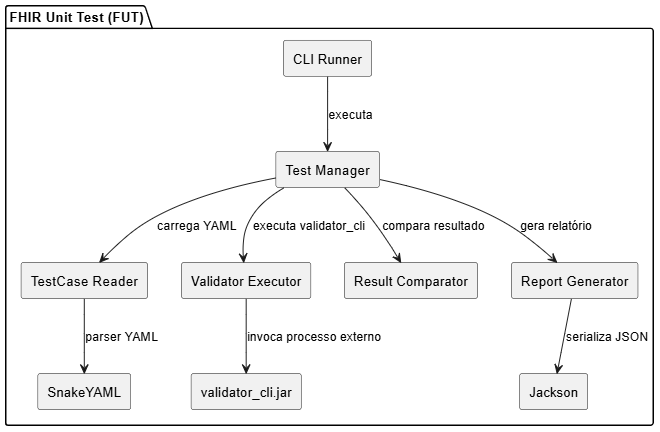 FHIR Unit Test (FUT)
CLI Runner
executa
Test Manager
carrega YAML
executa validator_cli
compara resultado
gera relatório
TestCase Reader
Validator Executor
Result Comparator
Report Generator
parser YAML
invoca processo externo
serializa JSON
SnakeYAML
validator_cli.jar
Jackson